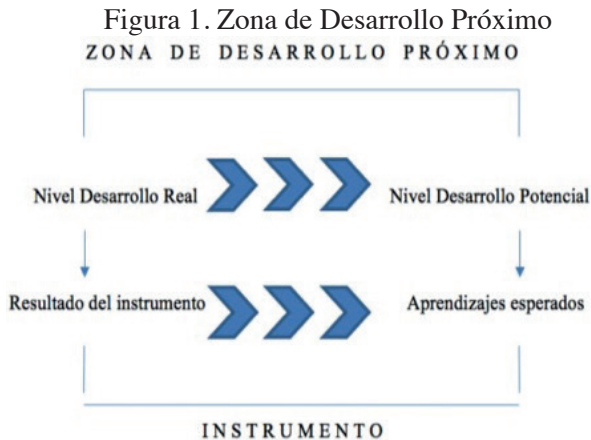 Figura 1. Zona de Desarrollo Próximo
ZONA DE DESARROLLO PRÓXIMO
Nivel Desarrollo Real
Nivel Desarrollo Potencial
Resultado del instrumento
Aprendizajes esperados
INSTRUMENTO